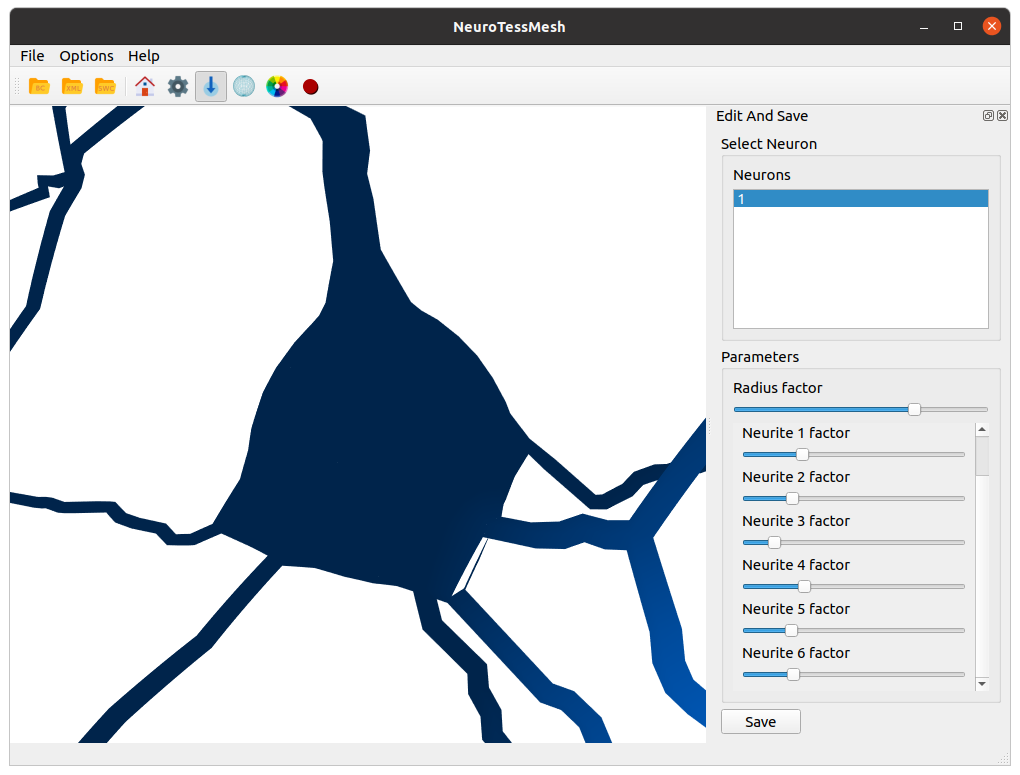 NeuroTessMesh
File Options Help
BC XML SWC
Edit And Save
Select Neuron
Neurons
1
Parameters
Radius factor
Neurite 1 factor
Neurite 2 factor
Neurite 3 factor
Neurite 4 factor
Neurite 5 factor
Neurite 6 factor
Save